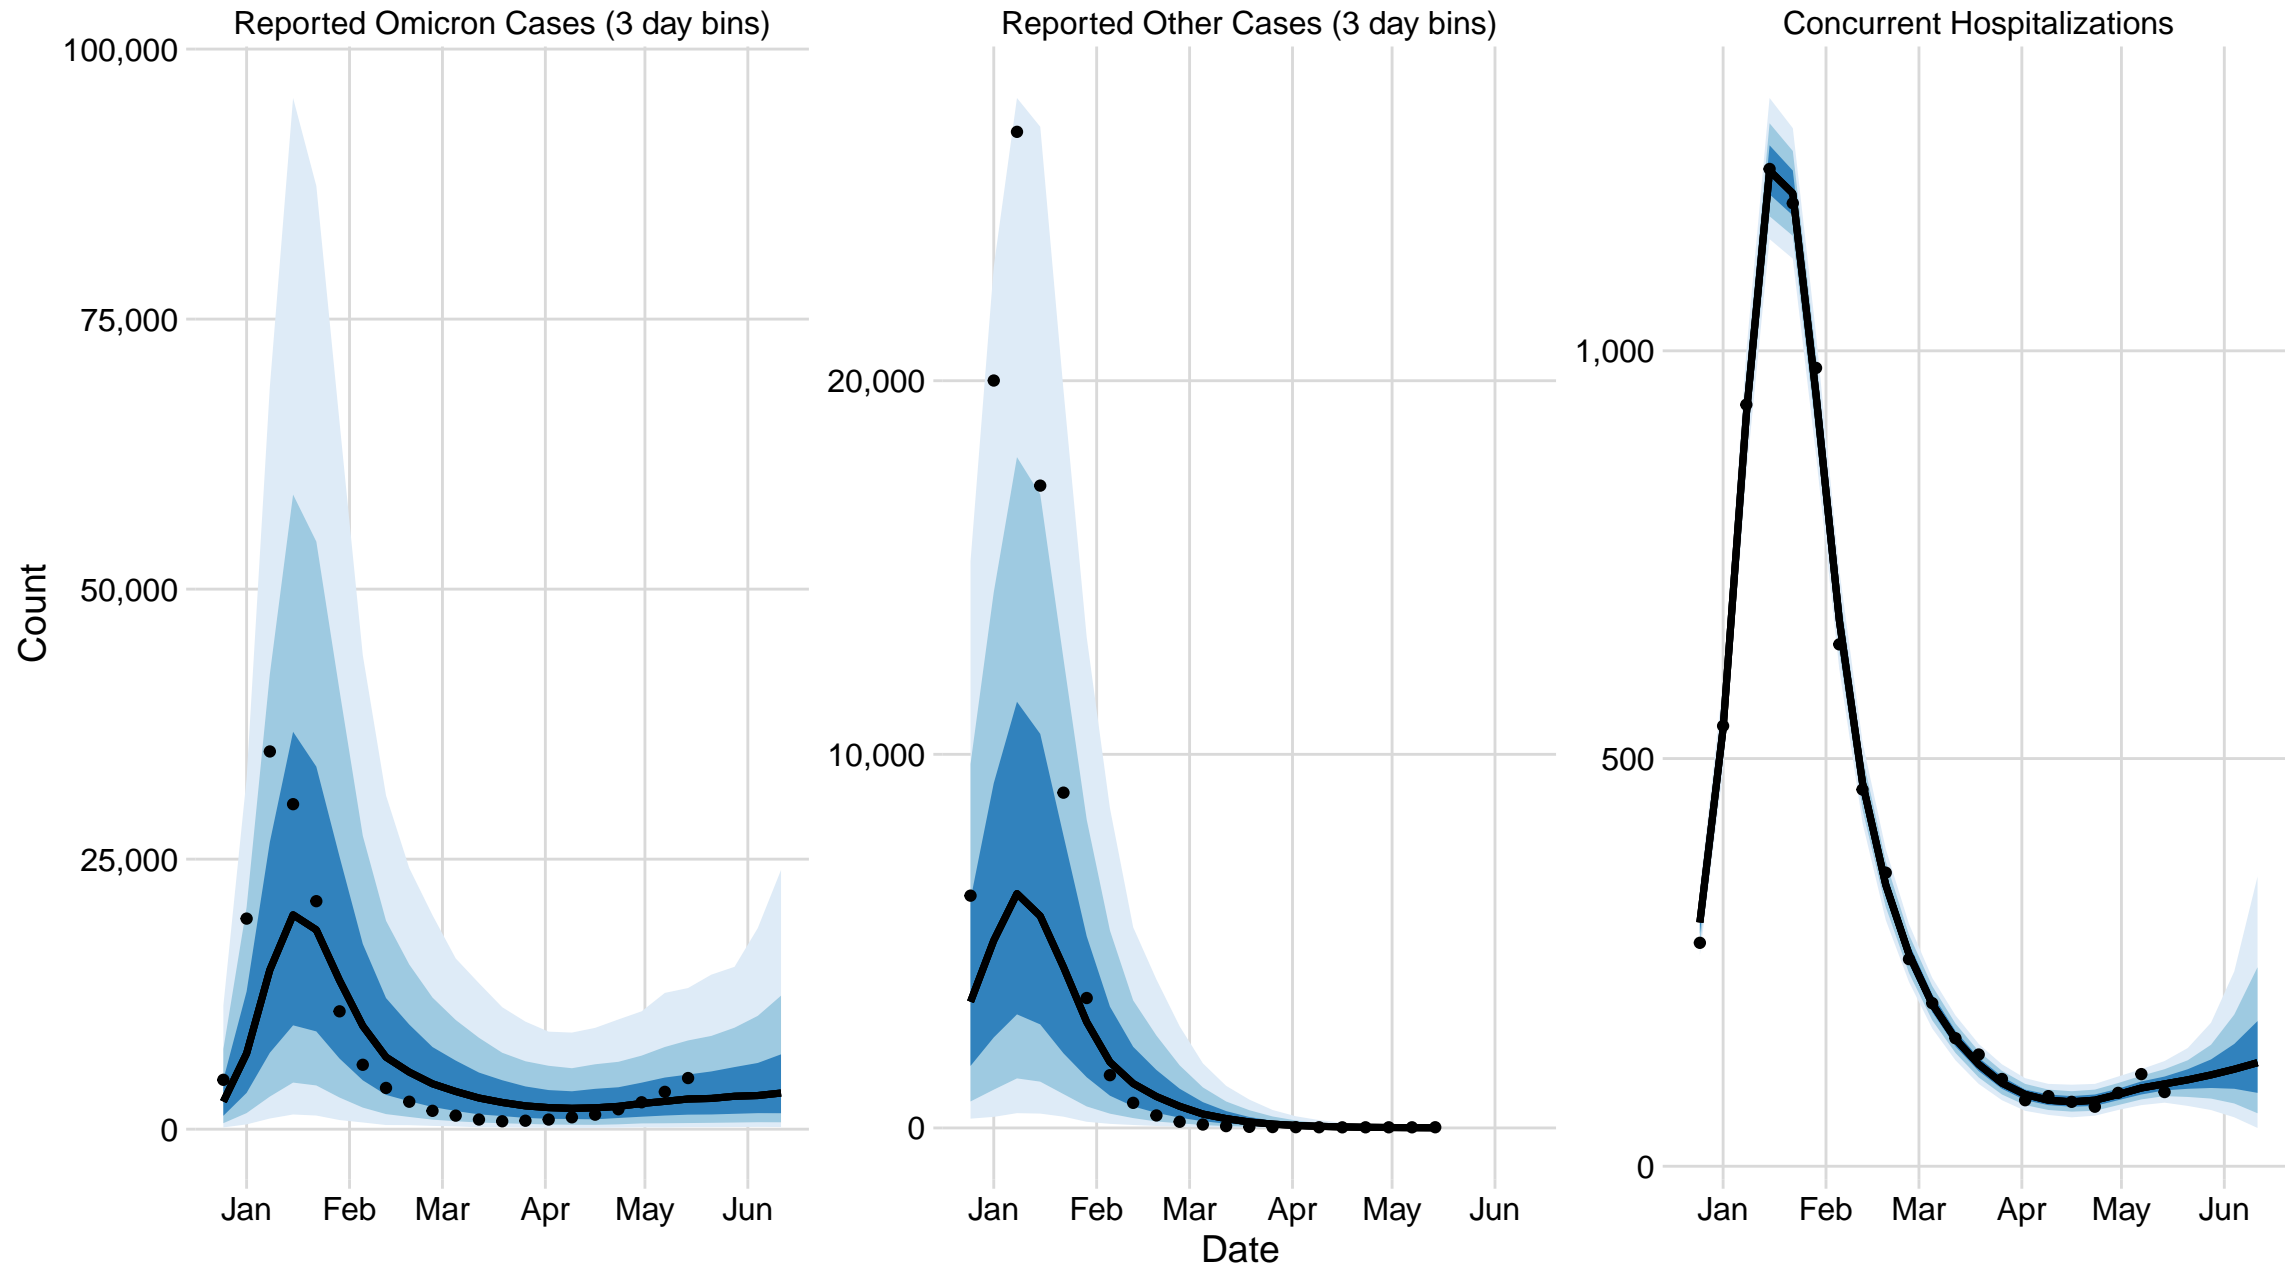 Reported Omicron Cases (3 day bins)
Reported Other Cases (3 day bins)
Concurrent Hospitalizations
Count
100,000
75,000
50,000
25,000
0
20,000
10,000
0
1,000
500
0
Jan Feb Mar Apr May Jun
Jan Feb Mar Apr May Jun
Jan Feb Mar Apr May Jun
Date